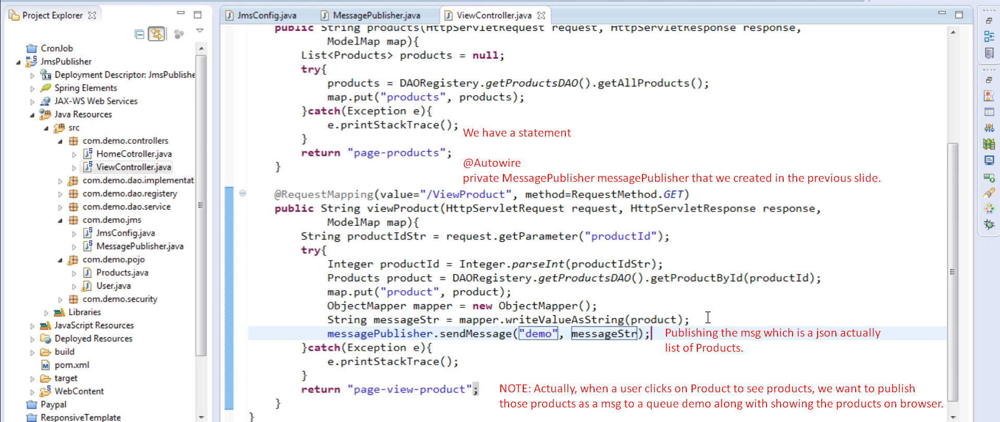 Project Explorer
CronJob
JmsPublisher
Deployment Descriptor: JmsPublishe
Spring Elements
JAX-WS Web Services
Java Resources
src
com.demo.controllers
HomeCotroller.java
ViewController.java
com.demo.dao.implementat
com.demo.dao.registery
com.demo.dao.service
com.demo.jms
JmsConfig.java
MessagePublisher.java
com.demo.pojo
Products.java
User.java
com.demo.security
Libraries
JavaScript Resources
Deployed Resources
build
pom.xml
target
WebContent
Paypal
ResponsiveTemplate
JmsConfig.java
MessagePublisher.java
ViewController.java
public String products(HttpServletRequest request, HttpServletResponse response,
ModelMap map){
List<Products> products = null;
try{
products = DAORegistery.getProductsDAO().getAllProducts();
map.put("products", products);
}catch(Exception e){
e.printStackTrace();
We have a statement
}
return "page-products";
@Autowire
}
private MessagePublisher messagePublisher that we created in the previous slide.
@RequestMapping(value="/ViewProduct", method=RequestMethod.GET)
public String viewProduct(HttpServletRequest request, HttpServletResponse response,
ModelMap map){
String productIdStr = request.getParameter("productId");
try{
Integer productId = Integer.parseInt(productIdStr);
Products product = DAORegistery.getProductsDAO().getProductById(productId);
map.put("product", product);
ObjectMapper mapper = new ObjectMapper();
String messageStr = mapper.writeValueAsString(product);
messagePublisher.sendMessage("demo", messageStr);
Publishing the msg which is a json actually
list of Products.
}catch(Exception e){
e.printStackTrace();
}
return "page-view-product";
NOTE: Actually, when a user clicks on Product to see products, we want to publish
those products as a msg to a queue demo along with showing the products on browser.
}
}